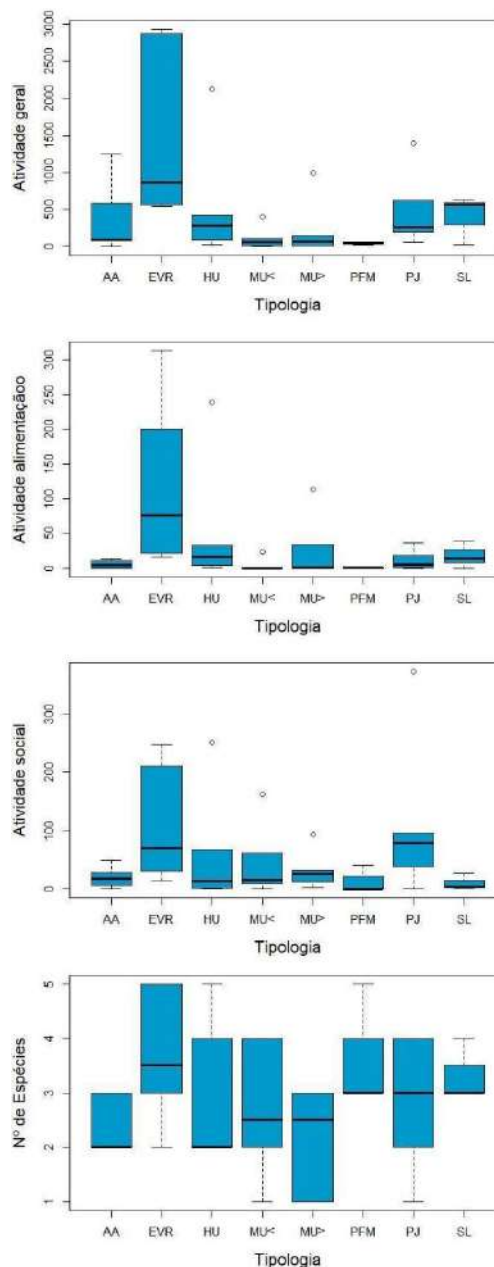 Atividade geral
3000
2500
2000
1500
1000
500
0
AA EVR HU MU< MU> PFM PJ SL
Tipologia
Atividade alimentaçãoo
300
250
200
150
100
50
0
AA EVR HU MU< MU> PFM PJ SL
Tipologia
Atividade social
300
200
100
0
AA EVR HU MU< MU> PFM PJ SL
Tipologia
Nº de Espécies
5
4
3
2
1
AA EVR HU MU< MU> PFM PJ SL
Tipologia